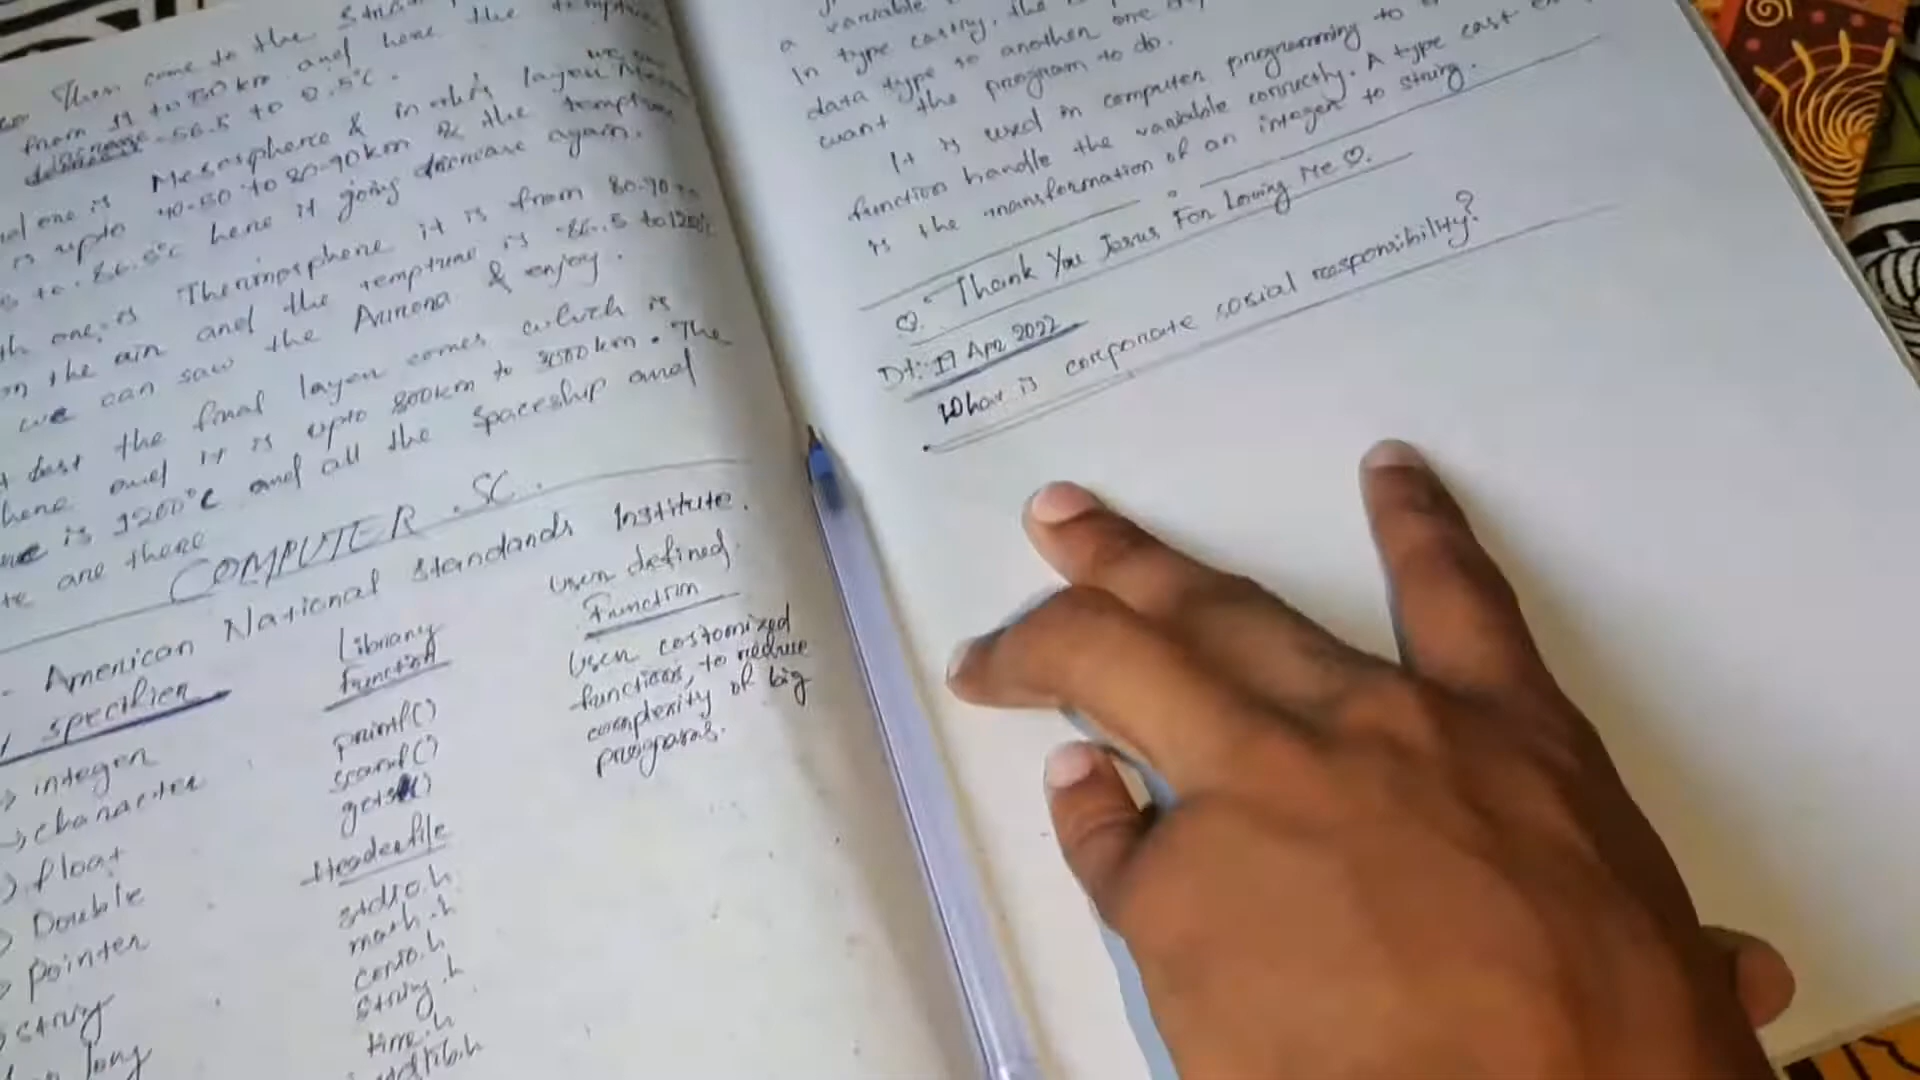 Then come to the
from 11 to 50 km and here the
-56.5 to 0.5°C.
one is Mesosphere & in this layer
is upto 40-50 to 80-90km & the
to -86.5°C here it going decrease again.
one is Thermosphere it is from 80-90
on the air and the temptune is -86.5 to 1200°c
we can saw the Aurora & enjoy.
last the final layer comes which is
here and it is upto 800km to 3000km. The
is 1200°C and all the spaceship and
are there
COMPUTER.SC.
- American National Standards Institute.
specifier
integer
character
float
Double
pointer
string
long
Library
function
printf()
scanf()
Headerfile
stdio.h
math.h
conio.h
string.h
time.h
User defined
Function
User costomized
functions, to reduce
complexity of big
programs.
a variable
In type casting, the
data type to another one
want the program to do.
It is used in computer programming to
function handle the variable correctly. A type cast
is the transformation of an integer to string.
♡. Thank You Jesus For Loving Me ♡.
Dt:- 17 Apr 2022
What is corporate social responsibility?